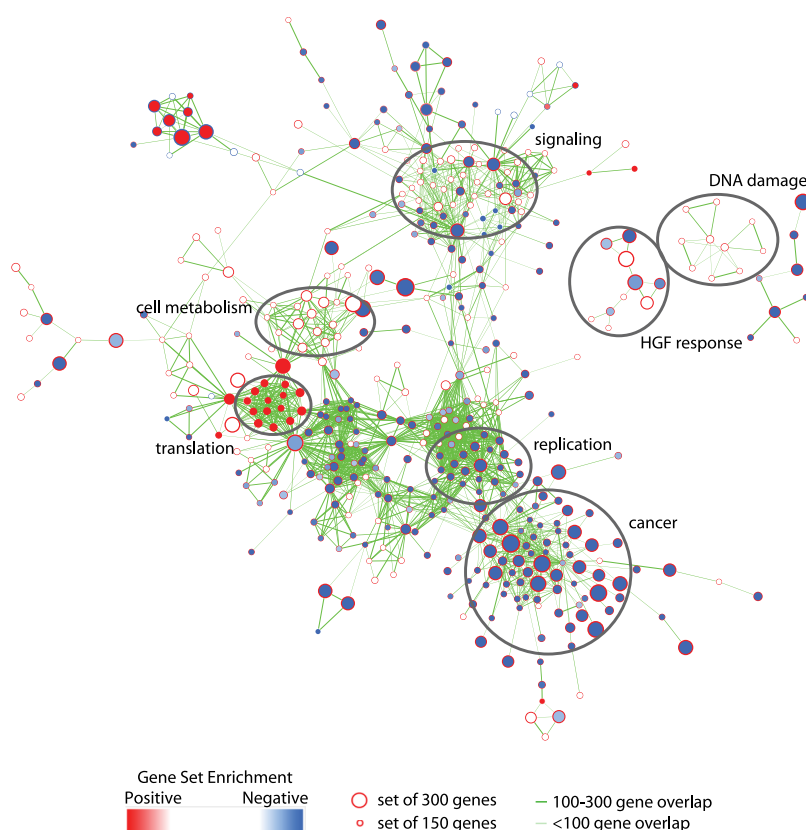 signaling
DNA damage
cell metabolism
HGF response
translation
replication
cancer
Gene Set Enrichment
Positive
Negative
set of 300 genes
set of 150 genes
100-300 gene overlap
<100 gene overlap